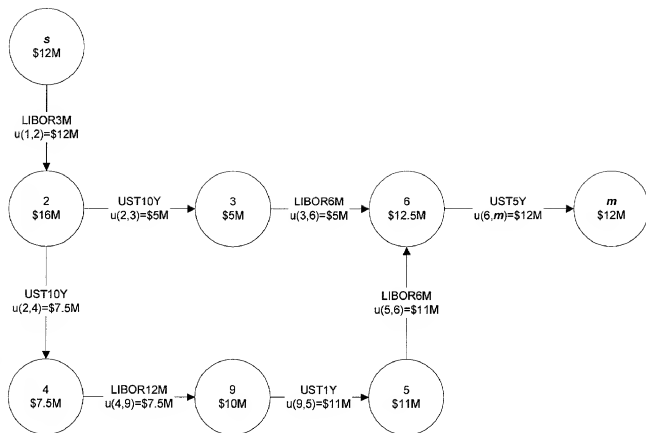 s
$12M
LIBOR3M
u(1,2)=$12M
2
$16M
UST10Y
u(2,3)=$5M
3
$5M
LIBOR6M
u(3,6)=$5M
6
$12.5M
UST5Y
u(6,m)=$12M
m
$12M
UST10Y
u(2,4)=$7.5M
LIBOR6M
u(5,6)=$11M
4
$7.5M
LIBOR12M
u(4,9)=$7.5M
9
$10M
UST1Y
u(9,5)=$11M
5
$11M